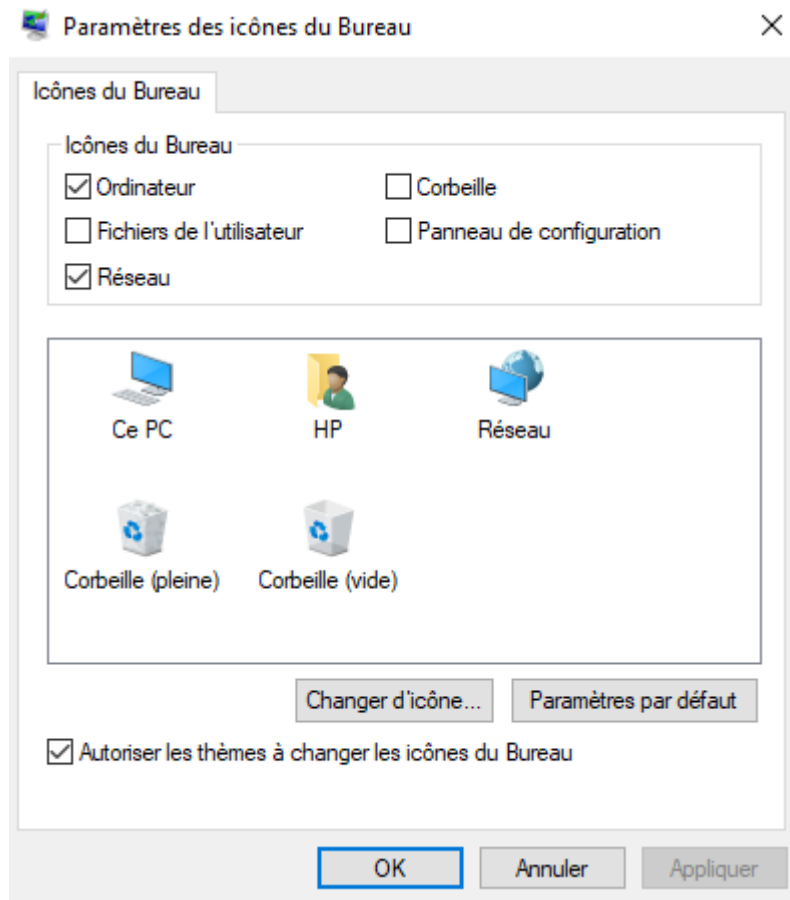 Paramètres des icônes du Bureau
Icônes du Bureau
Icônes du Bureau
Ordinateur
Corbeille
Fichiers de l'utilisateur
Panneau de configuration
Réseau
Ce PC
HP
Réseau
Corbeille (pleine)
Corbeille (vide)
Changer d'icône...
Paramètres par défaut
Autoriser les thèmes à changer les icônes du Bureau
OK
Annuler
Appliquer